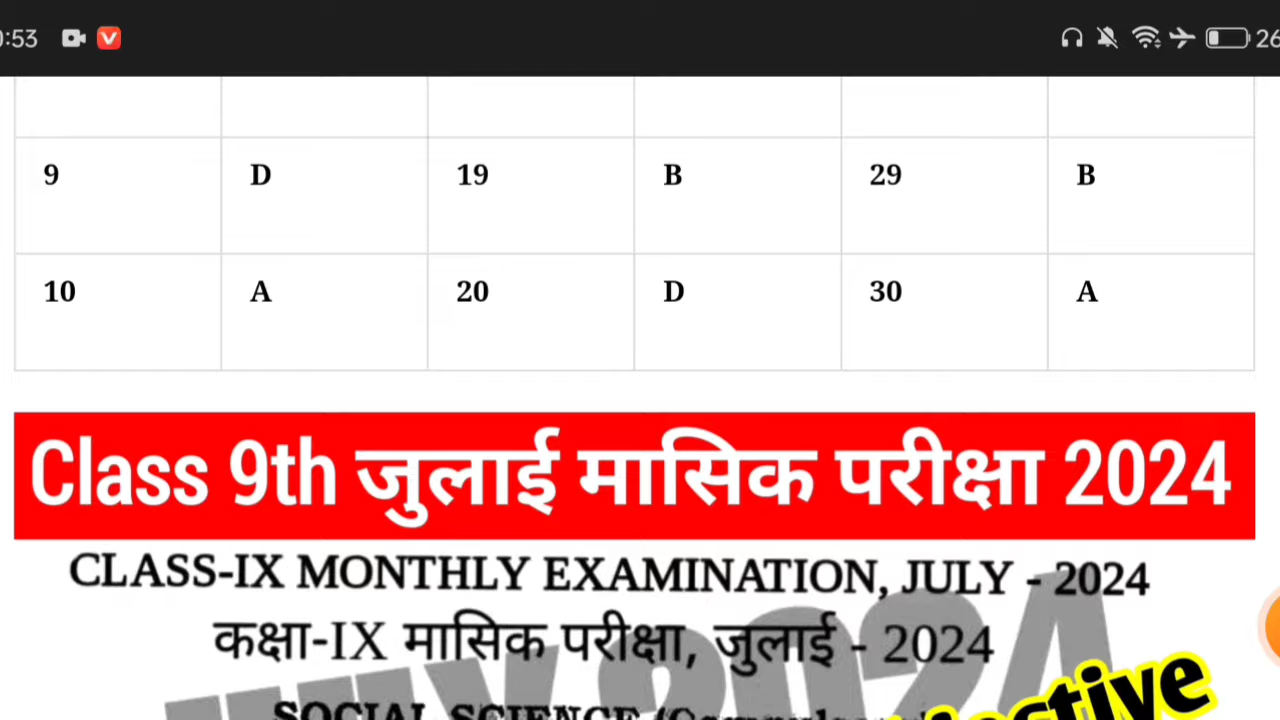 :53 26
9 D 19 B 29 B
10 A 20 D 30 A
Class 9th जुलाई मासिक परीक्षा 2024
CLASS-IX MONTHLY EXAMINATION, JULY - 2024
कक्षा-IX मासिक परीक्षा, जुलाई - 2024
2024
SOCIAL SCIENCE